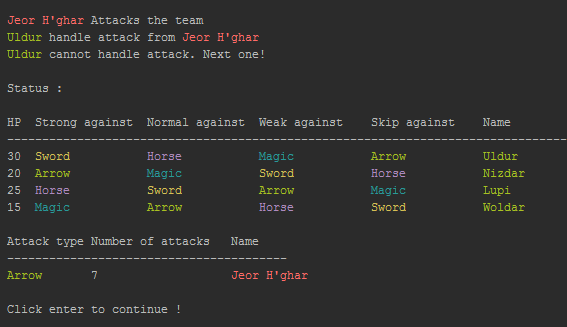 Jeor H'ghar Attacks the team
Uldur handle attack from Jeor H'ghar
Uldur cannot handle attack. Next one!
Status :
HP Strong against Normal against Weak against Skip against Name
--------------------------------------------------------------------------------
30 Sword Horse Magic Arrow Uldur
20 Arrow Magic Sword Horse Nizdar
25 Horse Sword Arrow Magic Lupi
15 Magic Arrow Horse Sword Woldar
Attack type Number of attacks Name
----------------------------------------
Arrow 7 Jeor H'ghar
Click enter to continue !